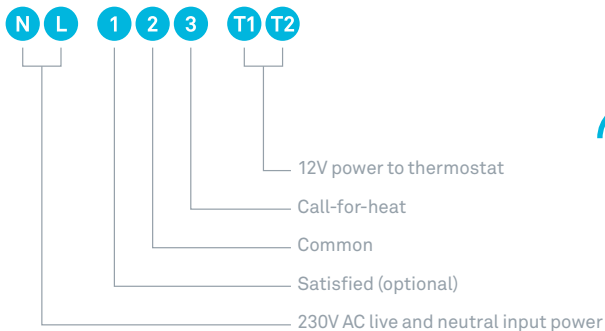 N L 1 2 3 T1 T2
12V power to thermostat
Call-for-heat
Common
Satisfied (optional)
230V AC live and neutral input power